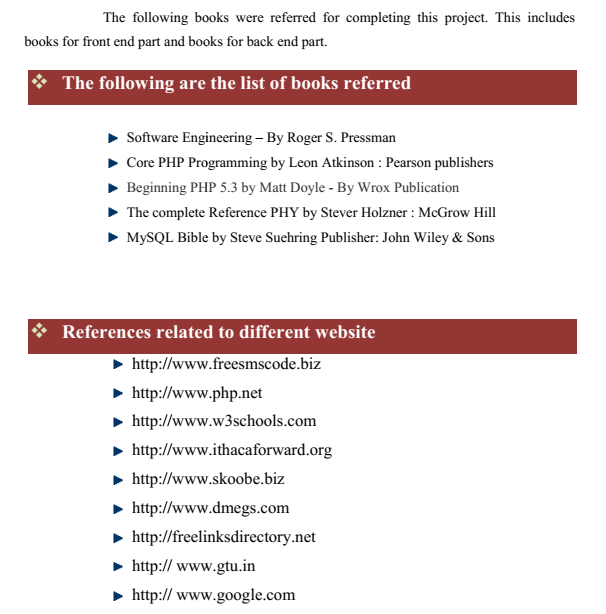 The following books were referred for completing this project. This includes
books for front end part and books for back end part.
The following are the list of books referred
Software Engineering – By Roger S. Pressman
Core PHP Programming by Leon Atkinson : Pearson publishers
Beginning PHP 5.3 by Matt Doyle - By Wrox Publication
The complete Reference PHY by Stever Holzner : McGrow Hill
MySQL Bible by Steve Suehring Publisher: John Wiley & Sons
References related to different website
http://www.freesmscode.biz
http://www.php.net
http://www.w3schools.com
http://www.ithacaforward.org
http://www.skoobe.biz
http://www.dmegs.com
http://freelinksdirectory.net
http:// www.gtu.in
http:// www.google.com